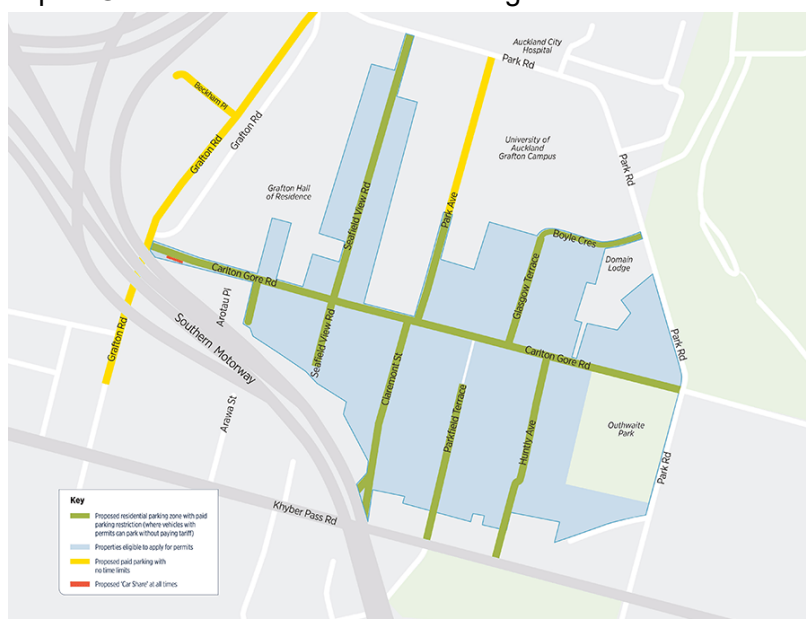 Auckland City
Hospital
Park Rd
Beckham Pl
Grafton Rd
Grafton Rd
University of
Auckland
Grafton Campus
Park Rd
Grafton Hall
of Residence
Seafield View Rd
Park Ave
Boyle Cres
Domain
Lodge
Glasgow Terrace
Carlton Gore Rd
Arotau Pl
Southern Motorway
Grafton Rd
Seafield View Rd
Claremont St
Carlton Gore Rd
Park Rd
Parkfield Terrace
Huntly Ave
Outhwaite
Park
Arawa St
Park Rd
Khyber Pass Rd
Key
Proposed residential parking zone with paid
parking restriction (where vehicles with
permits can park without paying tariff)
Properties eligible to apply for permits
Proposed paid parking with
no time limits
Proposed 'Car Share' at all times